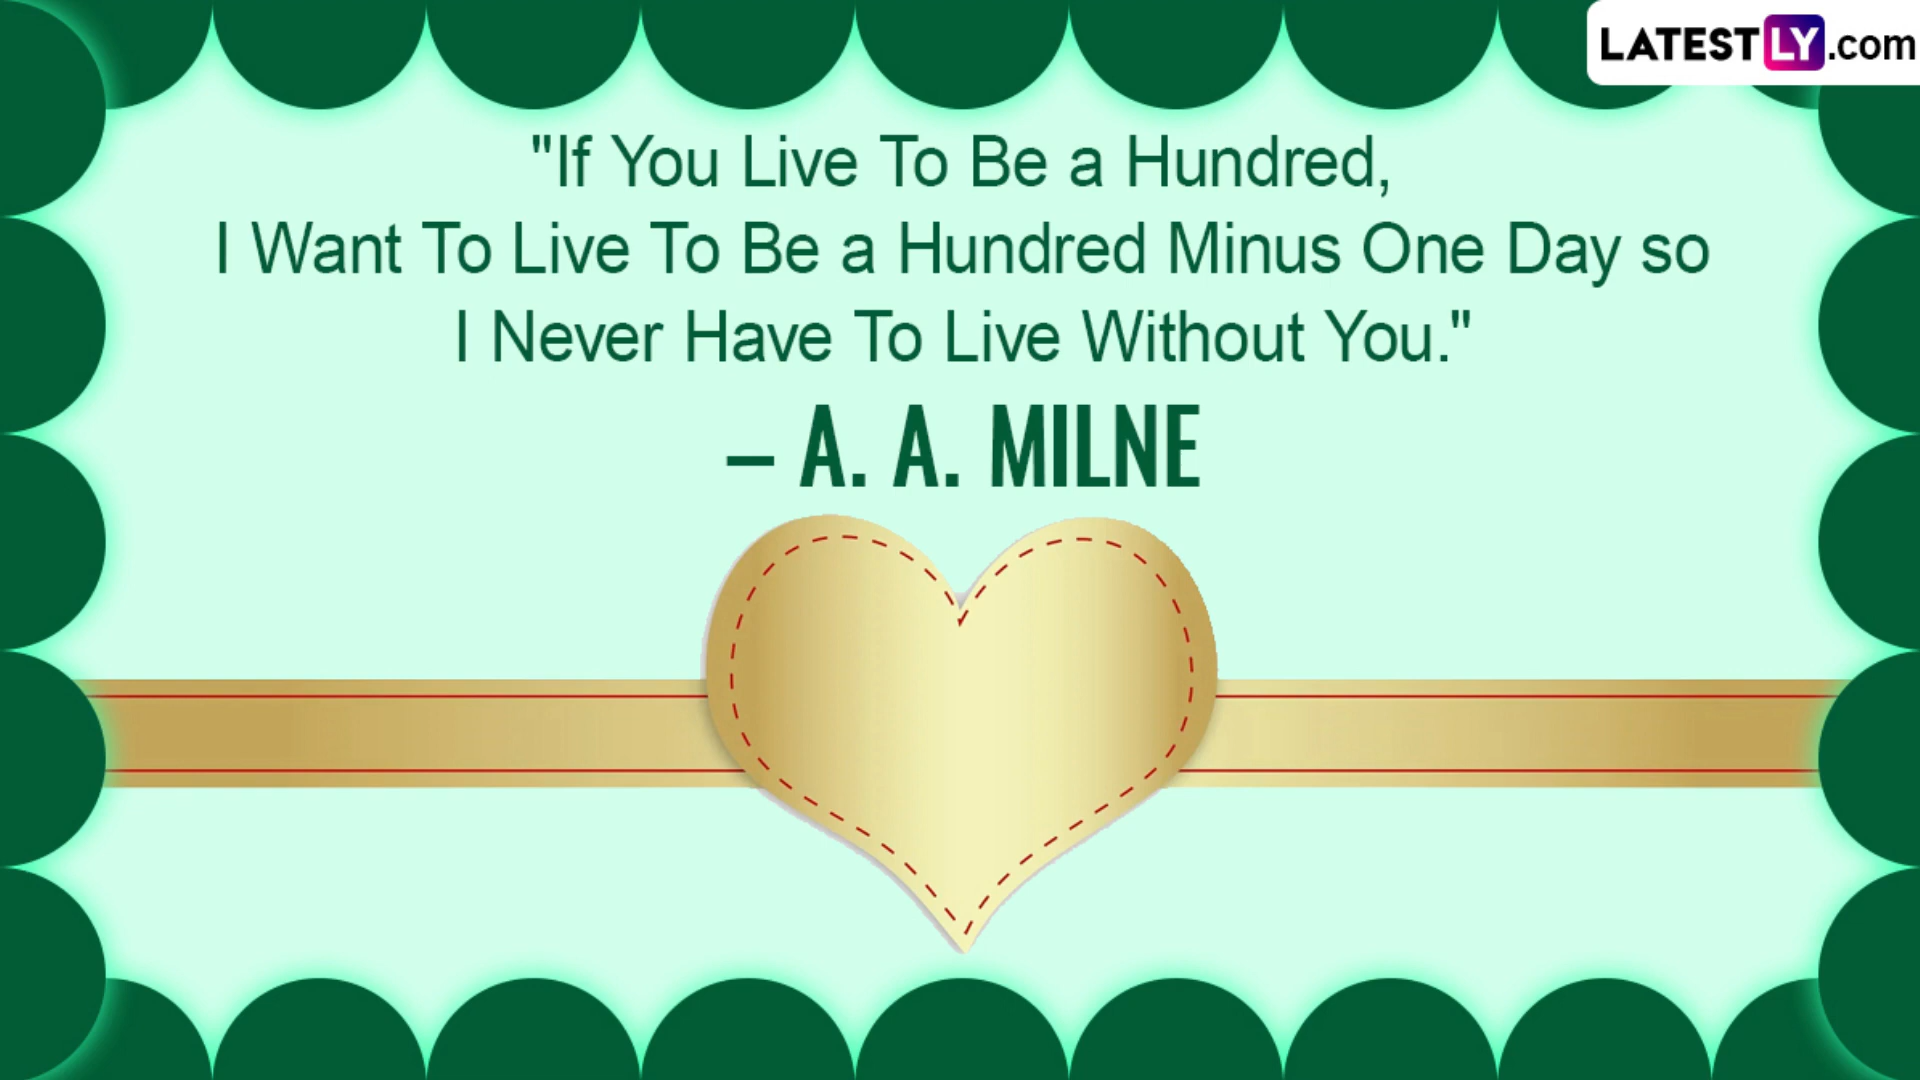 LATESTLY.com
"If You Live To Be a Hundred,
I Want To Live To Be a Hundred Minus One Day so
I Never Have To Live Without You."
– A. A. MILNE